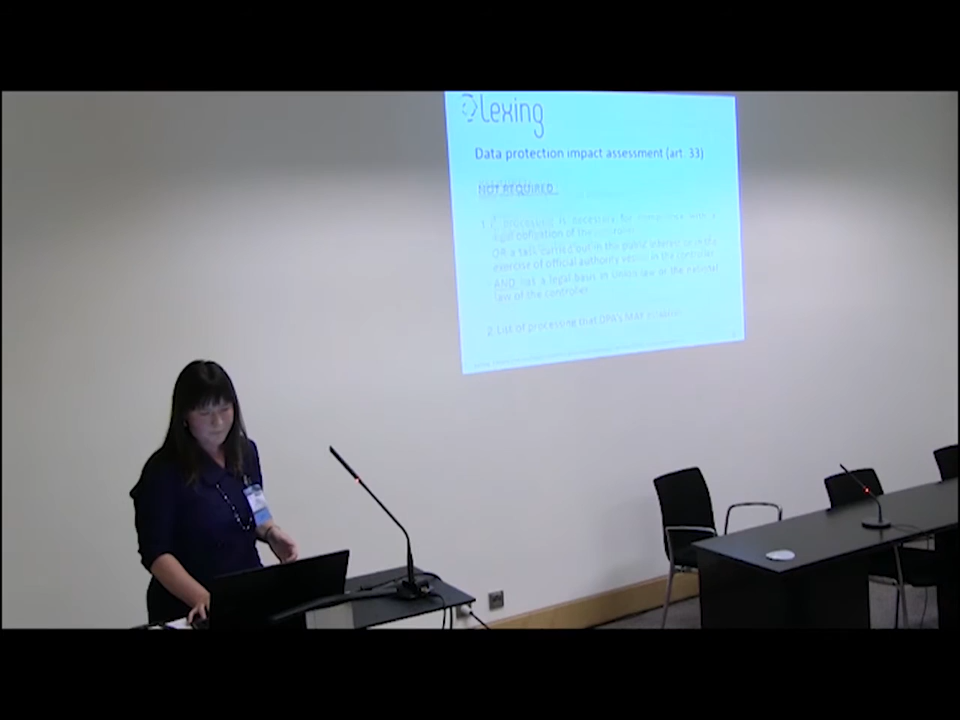 Lexing
Data protection impact assessment (art. 33)
NOT REQUIRED
1. processing is necessary for compliance with a
legal obligation of the controller
OR a task carried out in the public interest or in the
exercise of official authority vested in the controller
AND has a legal basis in Union law or the national
law of the controller
2. List of processing that DPA's MAY